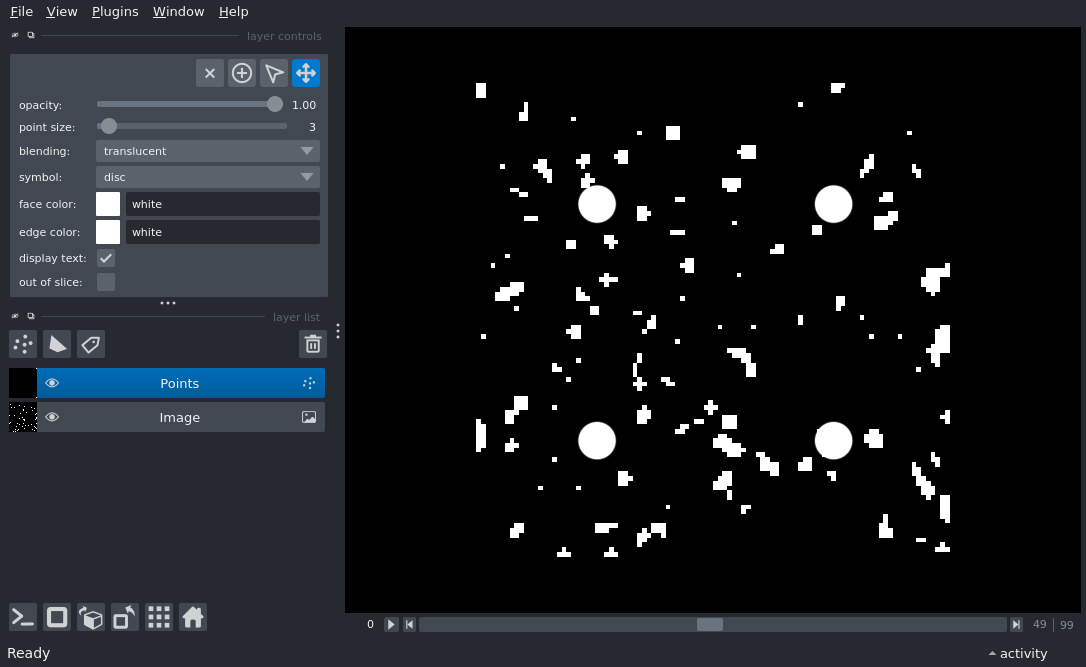 File View Plugins Window Help
layer controls
opacity: 1.00
point size: 3
blending: translucent
symbol: disc
face color: white
edge color: white
display text:
out of slice:
layer list
Points
Image
0 49 | 99
Ready activity